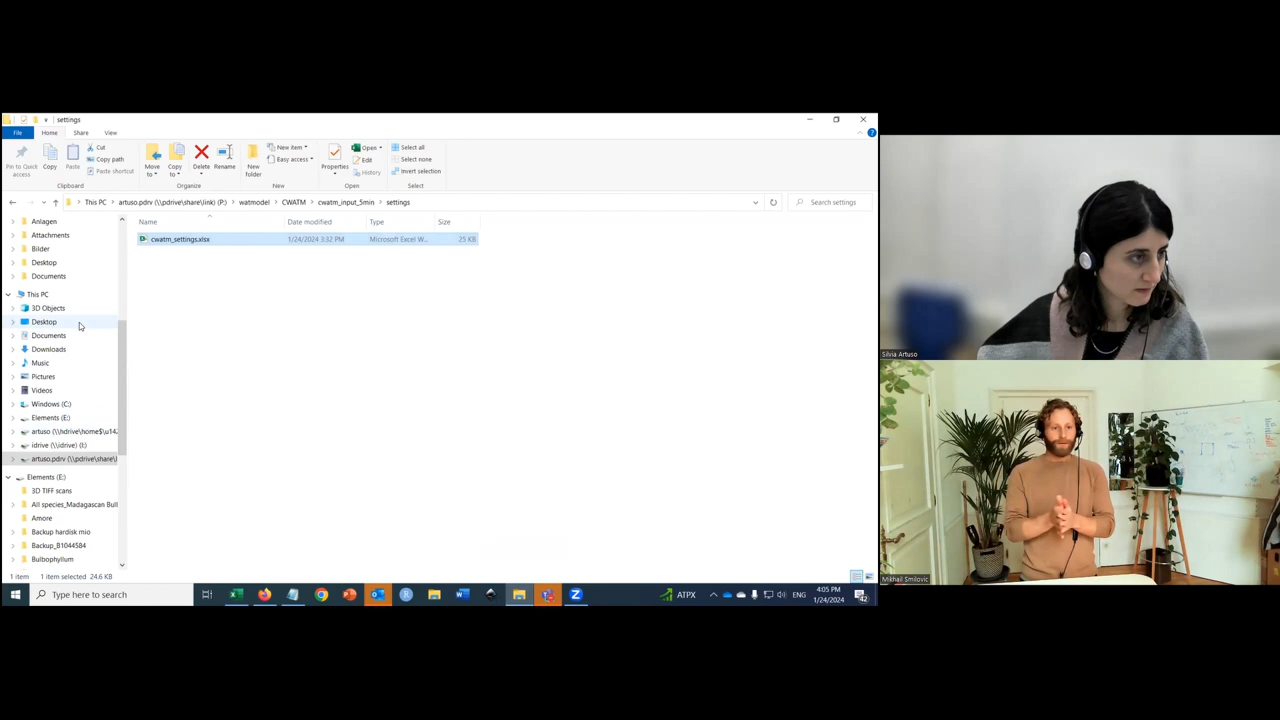 settings
File Home Share View
Pin to Quick access
Copy
Paste
Cut
Copy path
Paste shortcut
Clipboard
Move to
Copy to
Delete
Rename
Organize
New folder
New item
Easy access
New
Properties
Open
Edit
History
Open
Select all
Select none
Invert selection
Select
This PC > artuso.pdrv (\\pdrive\share\link) (P:) > watmodel > CWATM > cwatm_input_5min > settings
Search settings
Name Date modified Type Size
cwatm_settings.xlsx 1/24/2024 3:32 PM Microsoft Excel W... 25 KB
Anlagen
Attachments
Bilder
Desktop
Documents
This PC
3D Objects
Desktop
Documents
Downloads
Music
Pictures
Videos
Windows (C:)
Elements (E:)
artuso (\\hdrive\home$\u14
idrive (\\idrive) (I:)
artuso.pdrv (\\pdrive\share\l
Elements (E:)
3D TIFF scans
All species_Madagascan Bull
Amore
Backup hardisk mio
Backup_B1044584
Bulbophyllum
1 item 1 item selected 24.6 KB
Type here to search
ATPX
ENG
4:05 PM
1/24/2024
42
Silvia Artuso
Mikhail Smilovic